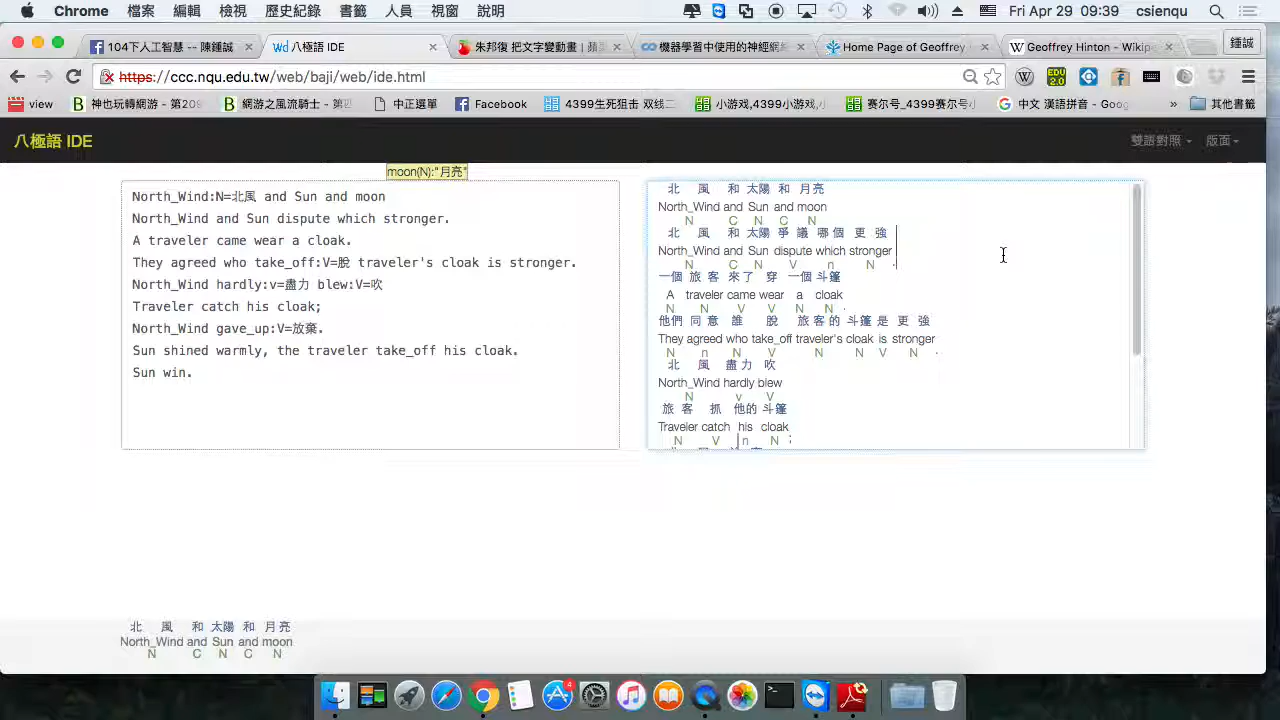 Chrome 檔案 編輯 檢視 歷史紀錄 書籤 人員 視窗 說明 Fri Apr 29 09:39 csienqu
104下人工智慧 -- 陳鍾誠 八極語 IDE 朱邦復 把文字變動畫 | 蘋 機器學習中使用的神經網 Home Page of Geoffrey Geoffrey Hinton - Wikip 鍾誠
https://ccc.nqu.edu.tw/web/baji/web/ide.html
view 神也玩轉網游 - 第20 網游之風流騎士 - 第四 中正選單 Facebook 4399生死狙击 双线二 小游戏,4399小游戏,小 赛尔号_4399赛尔号小 中文 漢語拼音 - Goog » 其他書籤
八極語 IDE 雙語對照 版面
moon(N):"月亮"
North_Wind:N=北風 and Sun and moon
North_Wind and Sun dispute which stronger.
A traveler came wear a cloak.
They agreed who take_off:V=脫 traveler's cloak is stronger.
North_Wind hardly:v=盡力 blew:V=吹
Traveler catch his cloak;
North_Wind gave_up:V=放棄.
Sun shined warmly, the traveler take_off his cloak.
Sun win.
北 風 和 太陽 和 月亮
North_Wind and Sun and moon
N C N C N
北 風 和 太陽 爭 議 哪 個 更 強
North_Wind and Sun dispute which stronger
N C N V n N .
一個 旅 客 來了 穿 一個 斗篷
A traveler came wear a cloak
N N V V N N .
他們 同 意 誰 脫 旅客的 斗篷 是 更 強
They agreed who take_off traveler's cloak is stronger
N n N V N N V N .
北 風 盡 力 吹
North_Wind hardly blew
N v V
旅 客 抓 他的 斗篷
Traveler catch his cloak
N V n N ;
北 風 和 太陽 和 月 亮
North_Wind and Sun and moon
N C N C N